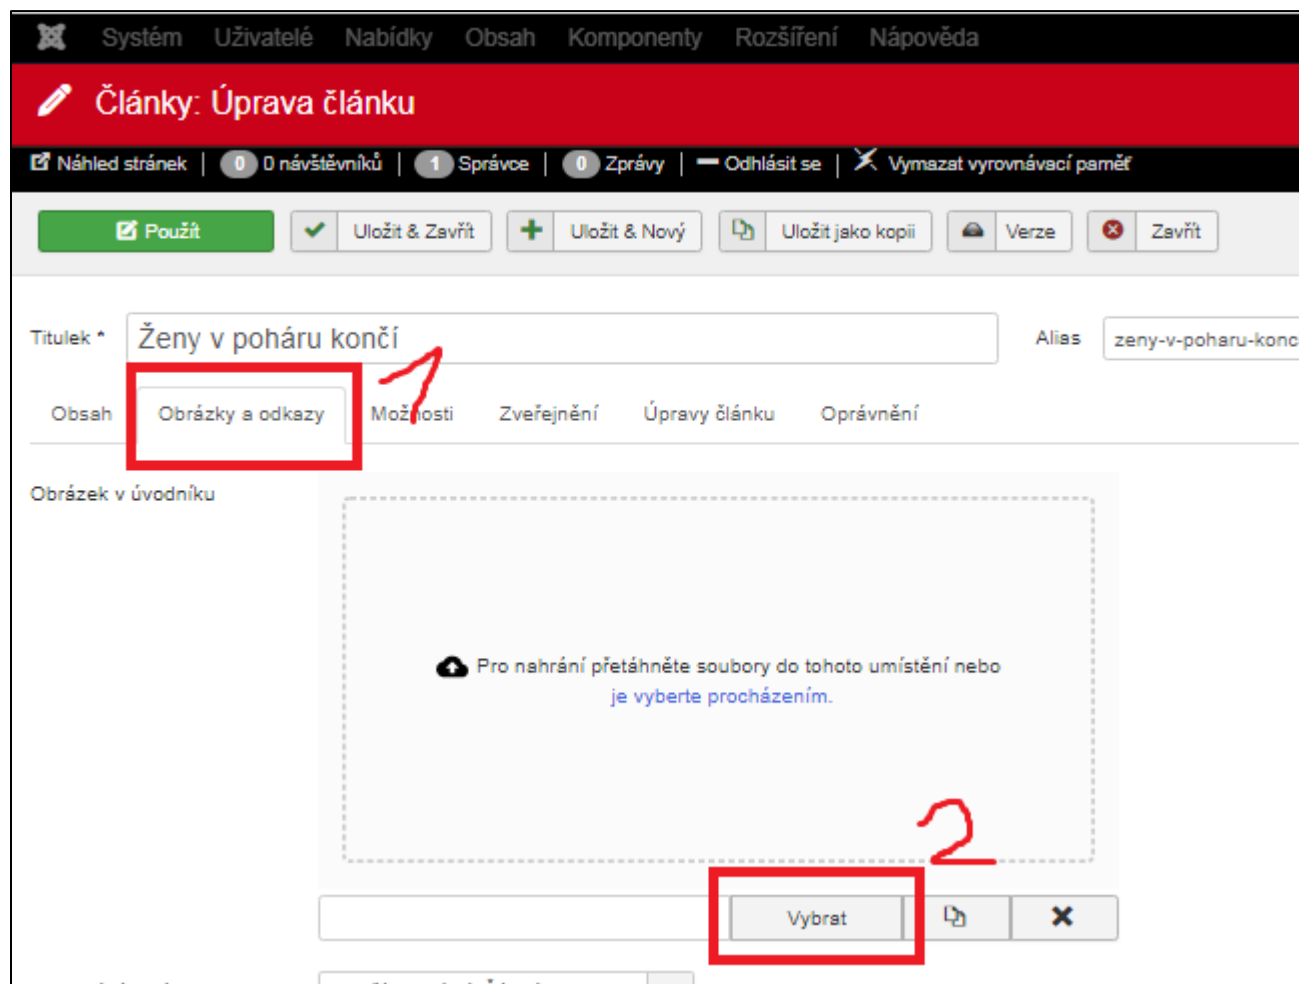 Systém Uživatelé Nabídky Obsah Komponenty Rozšíření Nápověda
Články: Úprava článku
Náhled stránek | 0 0 návštěvníků | 1 Správce | 0 Zprávy | Odhlásit se | Vymazat vyrovnávací paměť
Použít Uložit & Zavřít Uložit & Nový Uložit jako kopii Verze Zavřít
Titulek * Ženy v poháru končí Alias zeny-v-poharu-konc
1
Obsah Obrázky a odkazy Možnosti Zveřejnění Úpravy článku Oprávnění
Obrázek v úvodníku
Pro nahrání přetáhněte soubory do tohoto umístění nebo
je vyberte procházením.
2
Vybrat